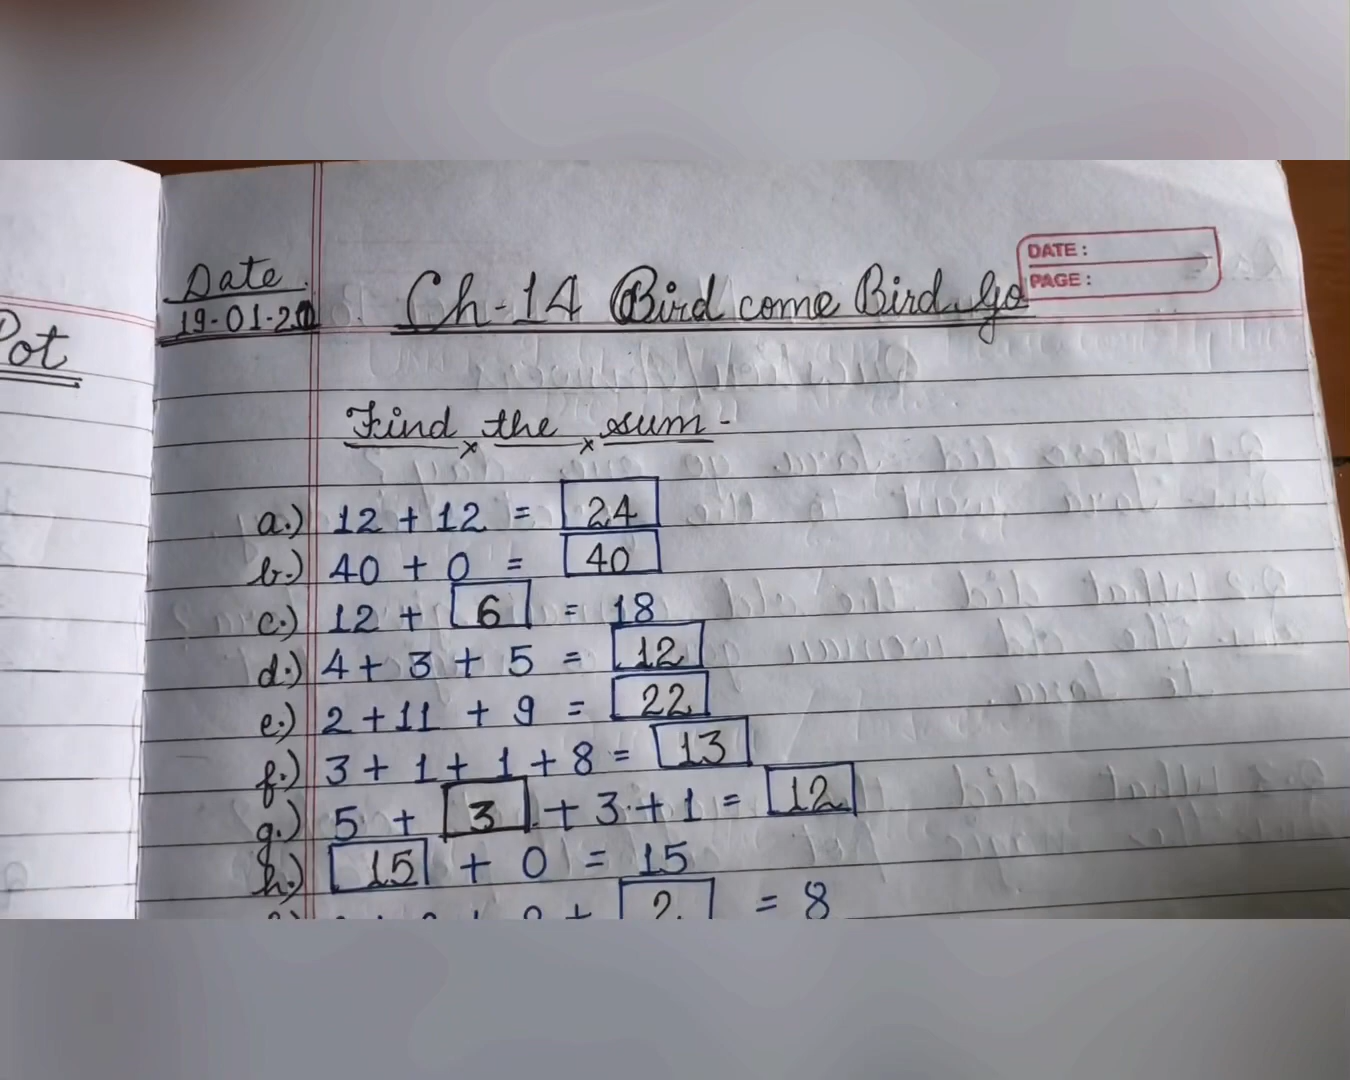 DATE :
PAGE :
Date
19-01-20
Ch-14 Bird come Bird go
Pot
Find the sum -
a.) 12 + 12 = 24
b.) 40 + 0 = 40
c.) 12 + 6 = 18
d.) 4 + 3 + 5 = 12
e.) 2 + 11 + 9 = 22
f.) 3 + 1 + 1 + 8 = 13
g.) 5 + 3 + 3 + 1 = 12
h.) 15 + 0 = 15
+ 2 = 8